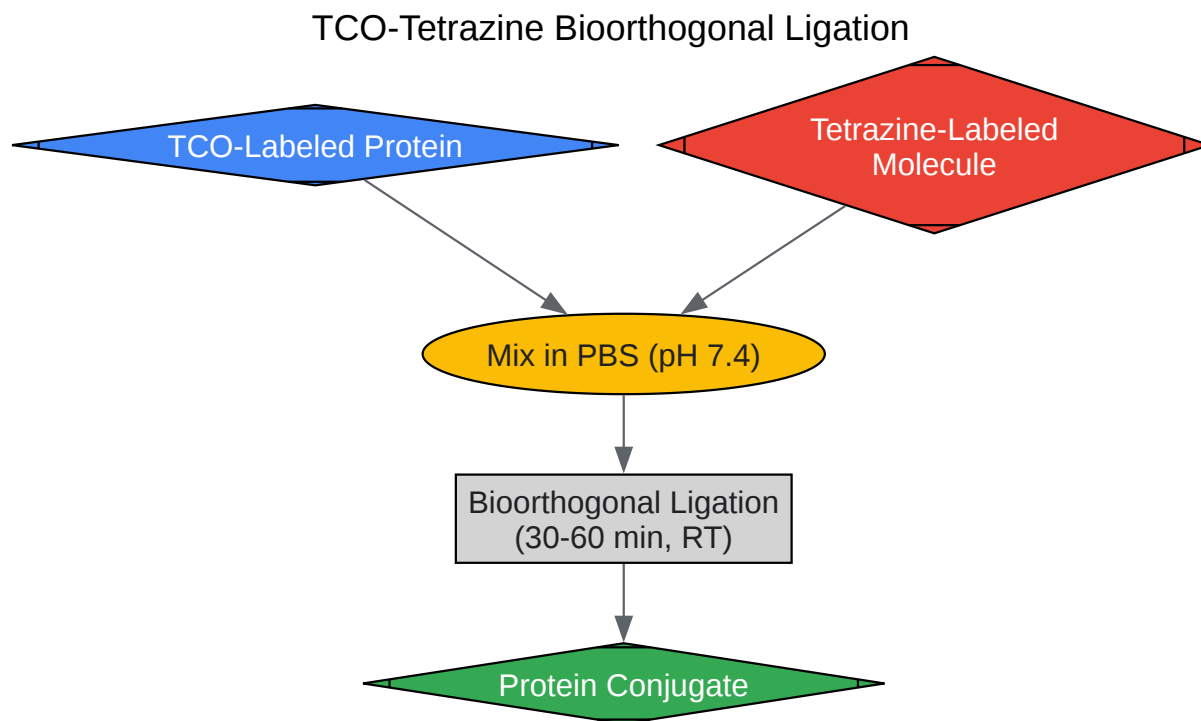 TCO-Tetrazine Bioorthogonal Ligation
TCO-Labeled Protein
Tetrazine-Labeled
Molecule
Mix in PBS (pH 7.4)
Bioorthogonal Ligation
(30-60 min, RT)
Protein Conjugate